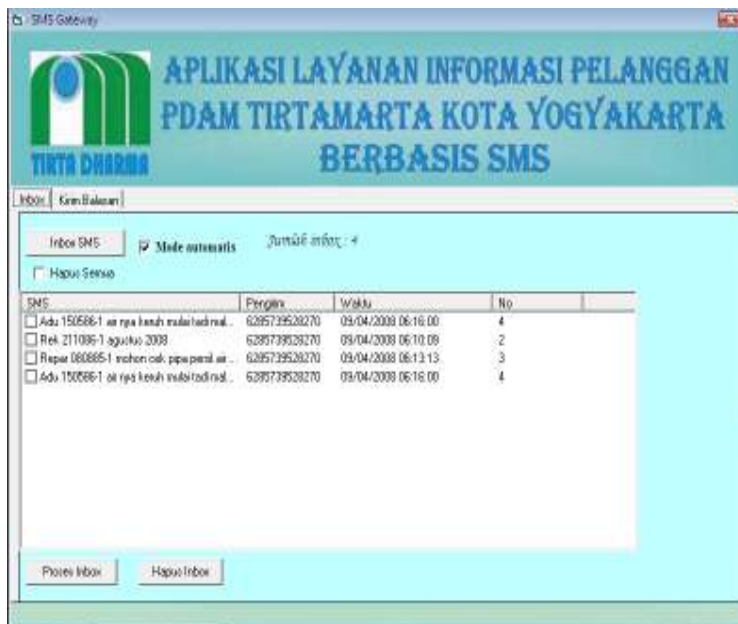 SMS Gateway
APLIKASI LAYANAN INFORMASI PELANGGAN
PDAM TIRTAMARTA KOTA YOGYAKARTA
BERBASIS SMS
TIRTA DHARMA
Inbox Kirim Balasan
Inbox SMS Mode automatis Jumlah inbox : 4
Hapus Semua
SMS Pengirim Waktu No
Adu 150586-1 air nya keruh mulai tadi mal... 6285739528270 09/04/2008 06:16:00 4
Rek 211086-1 agustus 2008 6285739528270 09/04/2008 06:10:09 2
Repar 080885-1 mohon cek pipa persil air ... 6285739528270 09/04/2008 06:13:13 3
Adu 150586-1 air nya keruh mulai tadi mal... 6285739528270 09/04/2008 06:16:00 4
Proses Inbox Hapus Inbox